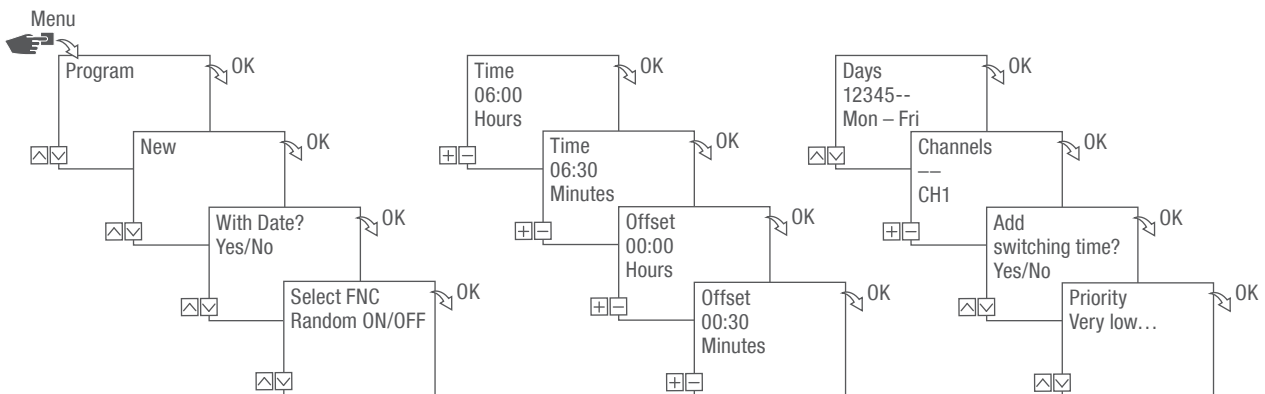 Menu
Program
OK
New
OK
With Date?
Yes/No
OK
Select FNC
Random ON/OFF
OK
Time
06:00
Hours
OK
Time
06:30
Minutes
OK
Offset
00:00
Hours
OK
Offset
00:30
Minutes
OK
Days
12345--
Mon – Fri
OK
Channels
––
CH1
OK
Add
switching time?
Yes/No
OK
Priority
Very low…
OK